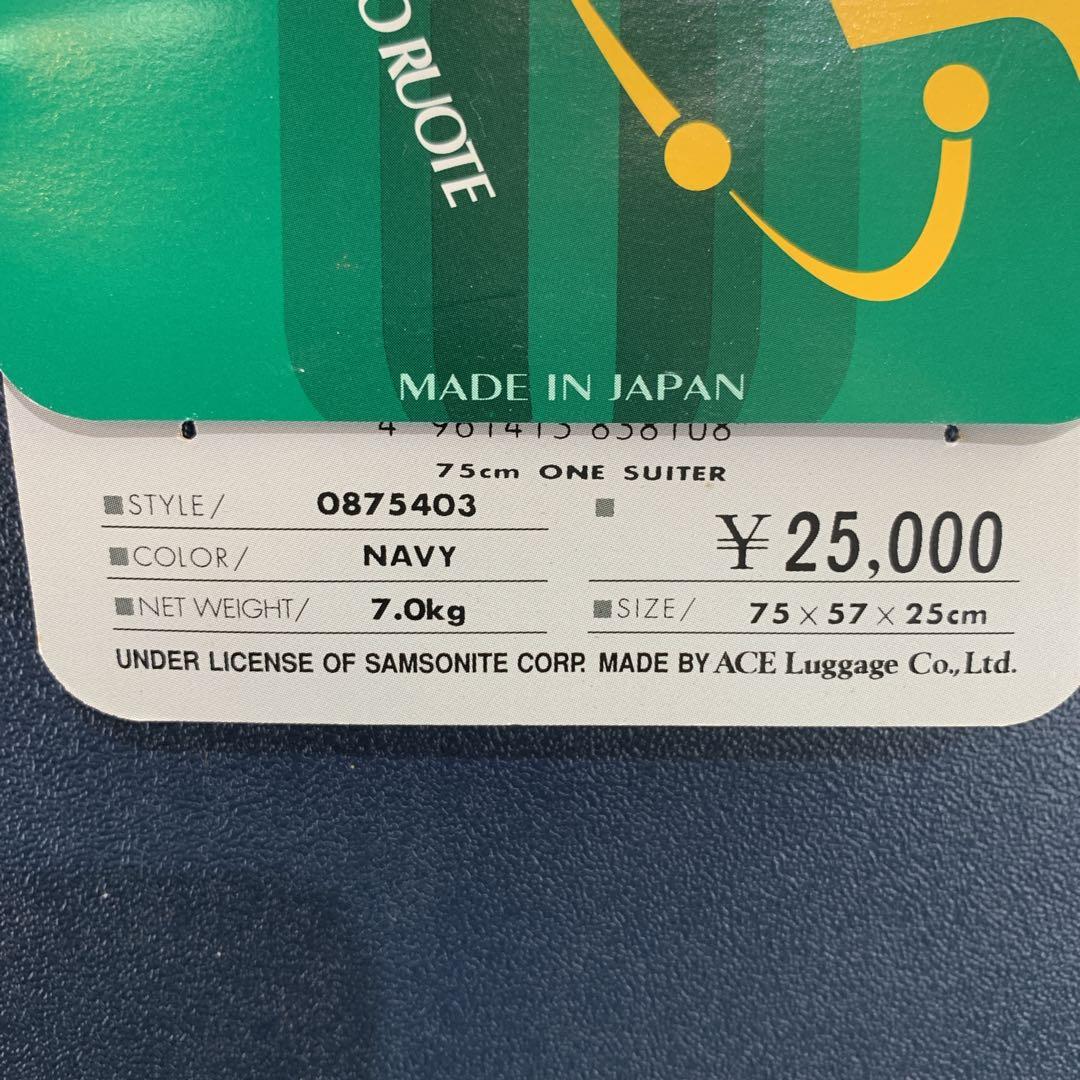 O RUOTE
MADE IN JAPAN
75cm ONE SUITER
■STYLE/ 0875403
■ ¥25,000
■COLOR/ NAVY
■NET WEIGHT/ 7.0kg
■SIZE/ 75×57×25cm
UNDER LICENSE OF SAMSONITE CORP. MADE BY ACE Luggage Co., Ltd.